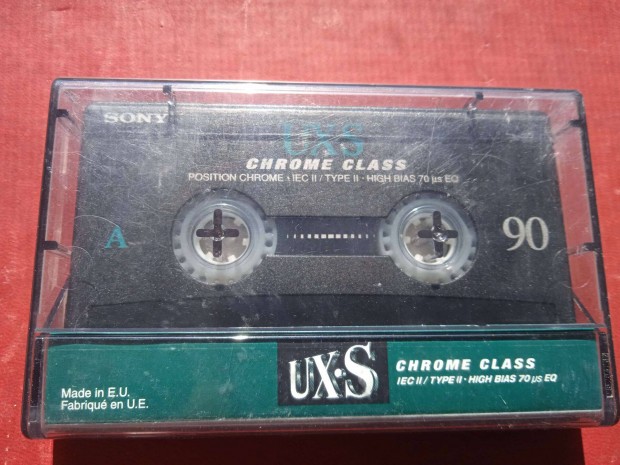 SONY
UX·S
CHROME CLASS
POSITION CHROME · IEC II / TYPE II · HIGH BIAS 70 µs EQ
A
90
UX·S
CHROME CLASS
IEC II / TYPE II · HIGH BIAS 70 µs EQ
Made in E.U.
Fabriqué en U.E.